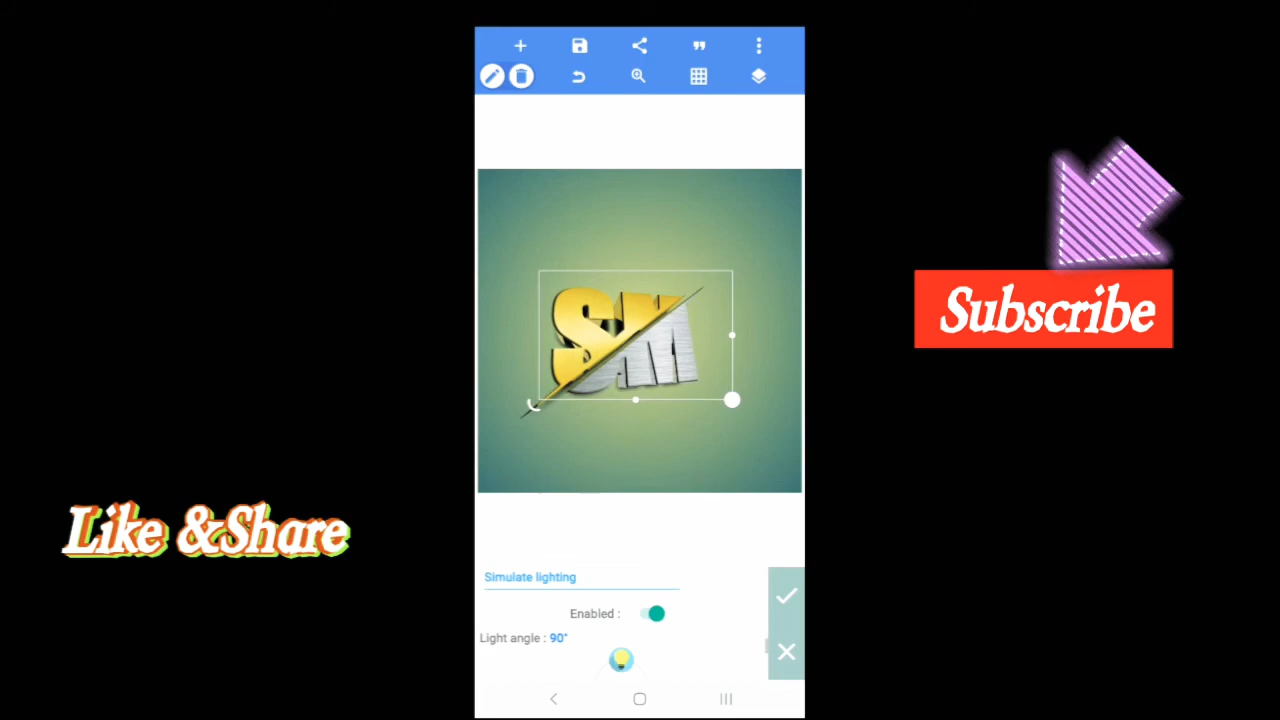 SM
Subscribe
Like &Share
Simulate lighting
Enabled :
Light angle : 90°